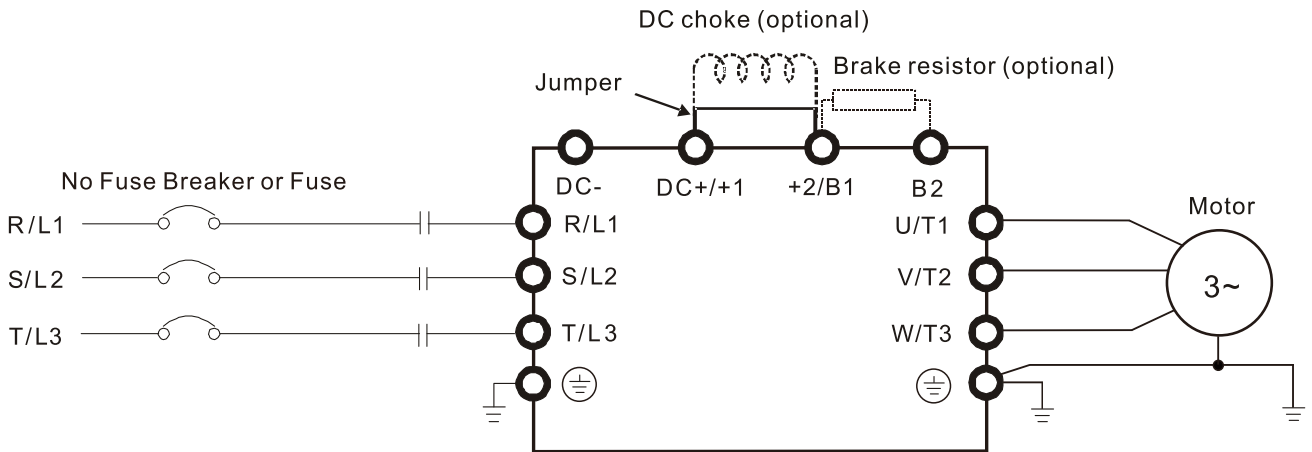 DC choke (optional)
Jumper
Brake resistor (optional)
No Fuse Breaker or Fuse
DC-
DC+/+1
+2/B1
B2
Motor
R/L1
R/L1
U/T1
S/L2
S/L2
V/T2
3~
T/L3
T/L3
W/T3